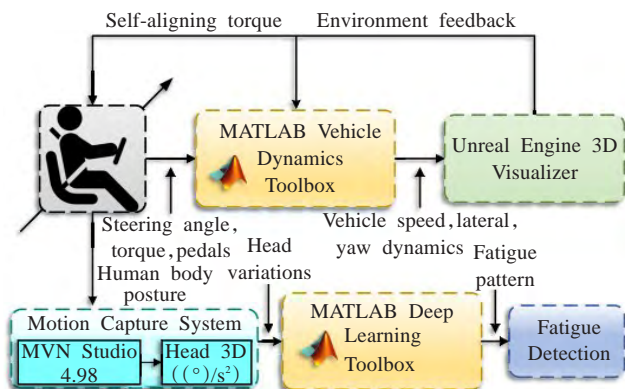 Self-aligning torque
Environment feedback
MATLAB Vehicle
Dynamics
Toolbox
Unreal Engine 3D
Visualizer
Steering angle,
torque, pedals
Human body
posture
Vehicle speed, lateral,
yaw dynamics
Head
variations
Fatigue
pattern
Motion Capture System
MVN Studio
4.98
Head 3D
((°)/s²)
MATLAB Deep
Learning
Toolbox
Fatigue
Detection